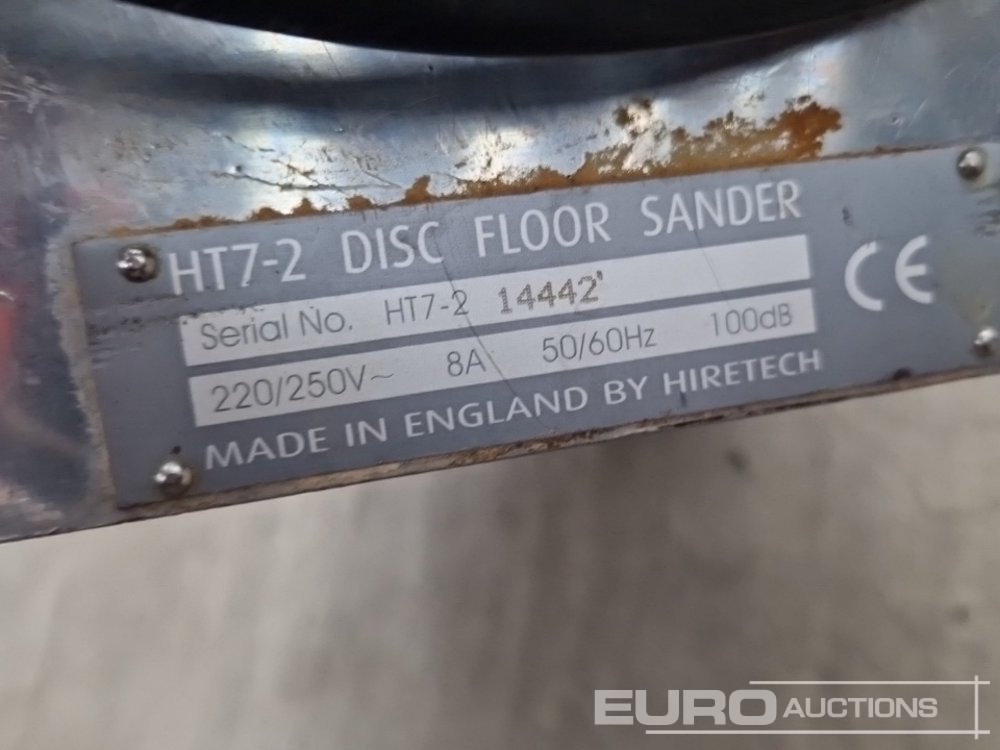 HT7-2 DISC FLOOR SANDER
Serial No. HT7-2 14442'
220/250V~ 8A 50/60Hz 100dB
CE
MADE IN ENGLAND BY HIRETECH
EURO AUCTIONS